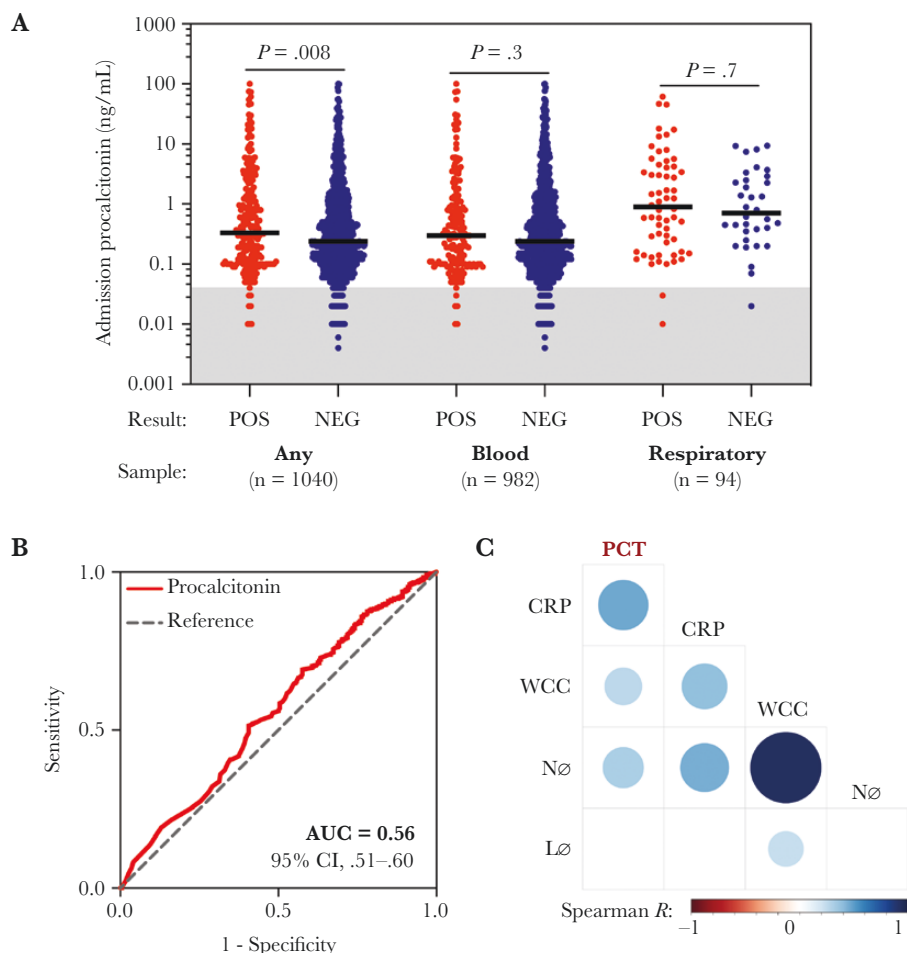 A
Admission procalcitonin (ng/mL)
1000
100
10
1
0.1
0.01
0.001
P = .008
P = .3
P = .7
Result: POS NEG POS NEG POS NEG
Sample: Any Blood Respiratory
(n = 1040) (n = 982) (n = 94)
B
Sensitivity
1.0
0.5
0.0
Procalcitonin
Reference
AUC = 0.56
95% CI, .51–.60
0.0 0.5 1.0
1 - Specificity
C
PCT
CRP
CRP
WCC
WCC
NØ
NØ
LØ
Spearman R:
−1 0 1